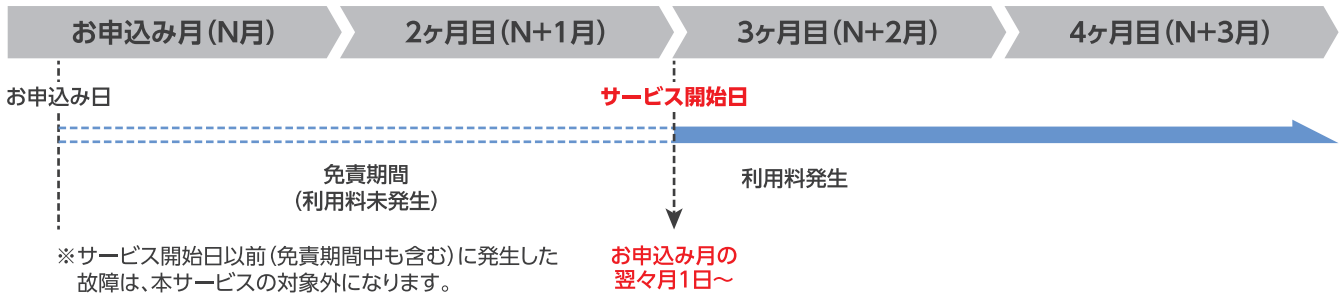 お申込み月（N月）
2ヶ月目（N＋1月）
3ヶ月目（N＋2月）
4ヶ月目（N＋3月）
お申込み日
サービス開始日
免責期間
（利用料未発生）
利用料発生
※サービス開始日以前（免責期間中も含む）に発生した
故障は、本サービスの対象外になります。
お申込み月の
翌々月1日～